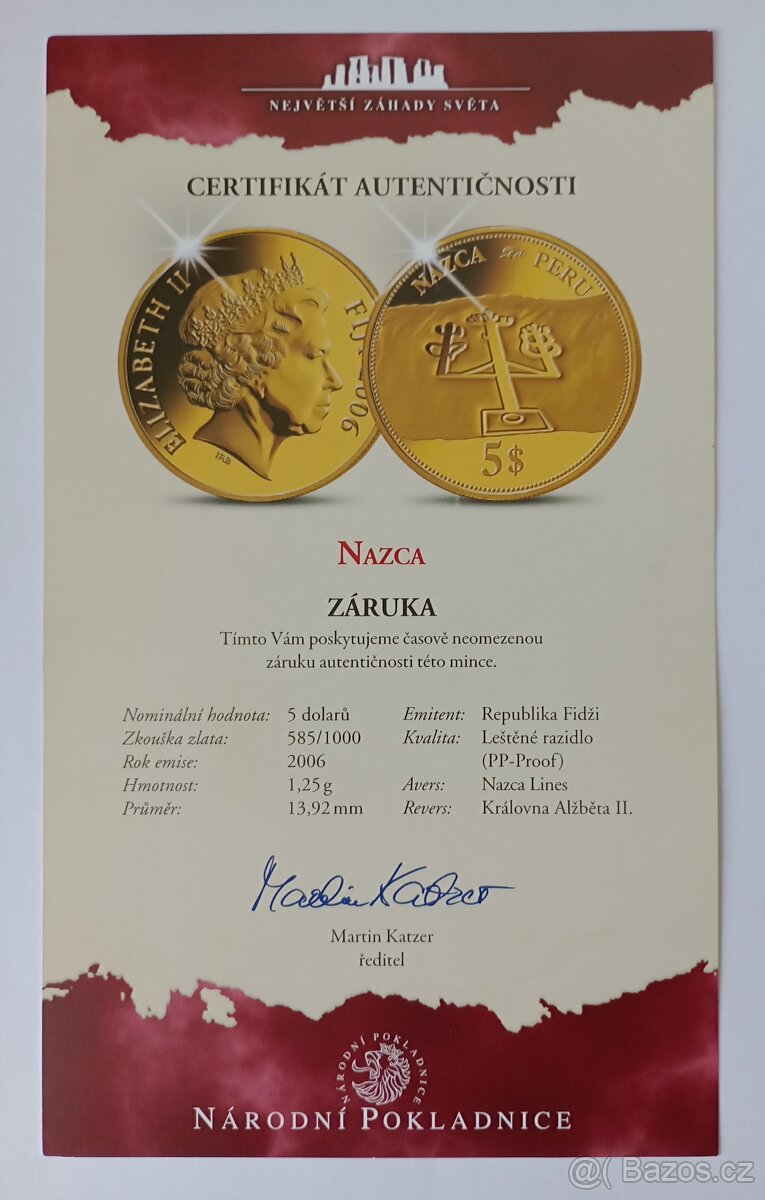 NEJVĚTŠÍ ZÁHADY SVĚTA
CERTIFIKÁT AUTENTIČNOSTI
ELIZABETH II
FIJI 2006
IRB
NAZCA PERU
5$
NAZCA
ZÁRUKA
Tímto Vám poskytujeme časově neomezenou
záruku autentičnosti této mince.
Nominální hodnota: 5 dolarů
Zkouška zlata: 585/1000
Rok emise: 2006
Hmotnost: 1,25 g
Průměr: 13,92 mm
Emitent: Republika Fidži
Kvalita: Leštěné razidlo
(PP-Proof)
Avers: Nazca Lines
Revers: Královna Alžběta II.
Martin Katzer
Martin Katzer
ředitel
NÁRODNÍ POKLADNICE
NÁRODNÍ POKLADNICE
@( Bazos.cz